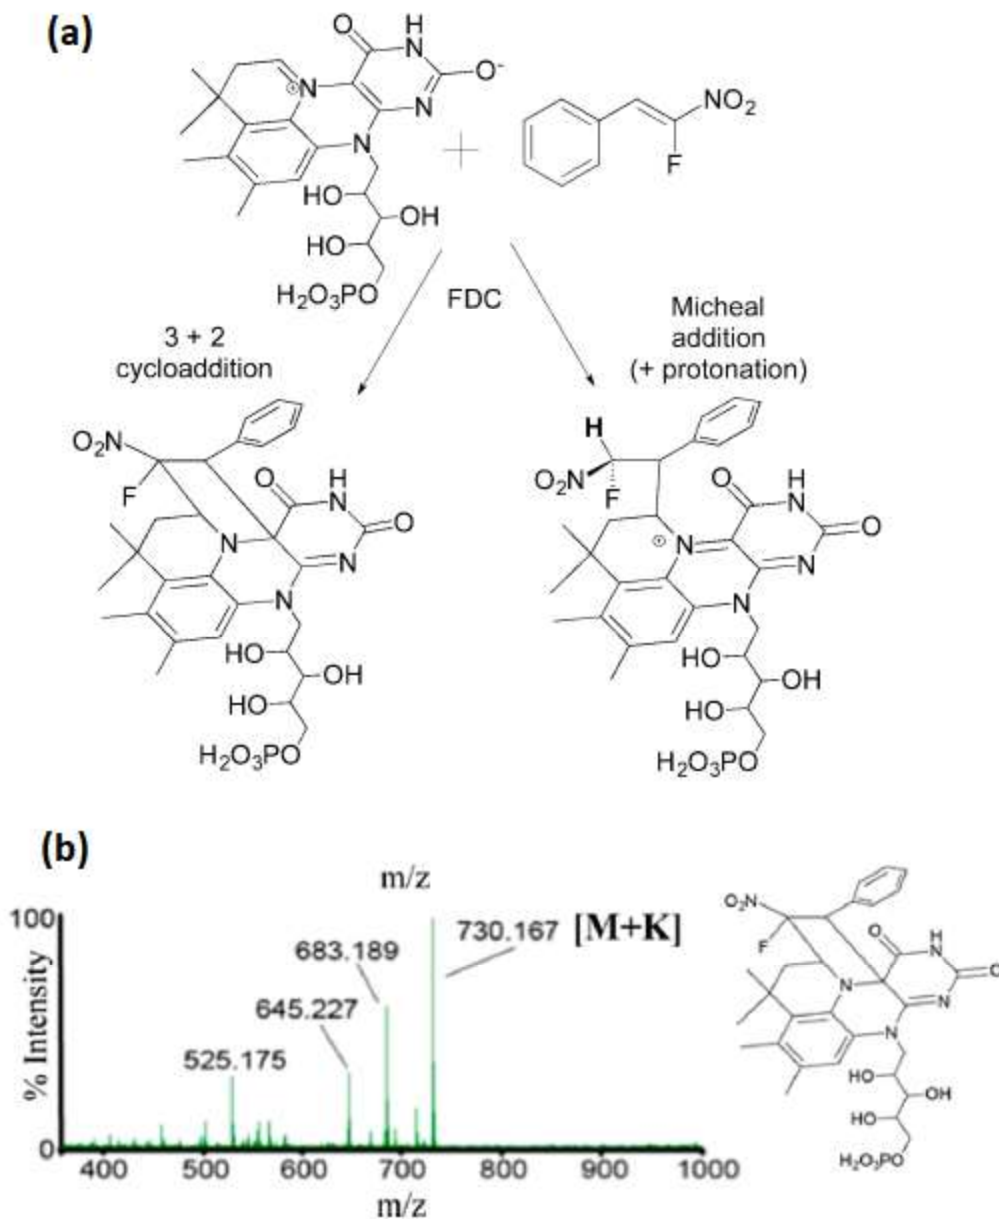 (a)
O H N O⁻ N N ⊕ N
NO₂
F
+
HO OH
HO
H₂O₃PO
FDC
3 + 2
cycloaddition
Micheal
addition
(+ protonation)
O₂N
F
O H N O
N N
N
HO OH
HO
H₂O₃PO
H
NO₂
F
O H N O
⊕ N N
N
HO OH
HO
H₂O₃PO
(b)
m/z
100
% Intensity
0
730.167 [M+K]
683.189
645.227
525.175
400 500 600 700 800 900 1000
m/z
NO₂
F
O H N O
N N
N
HO OH
HO
H₂O₃PO